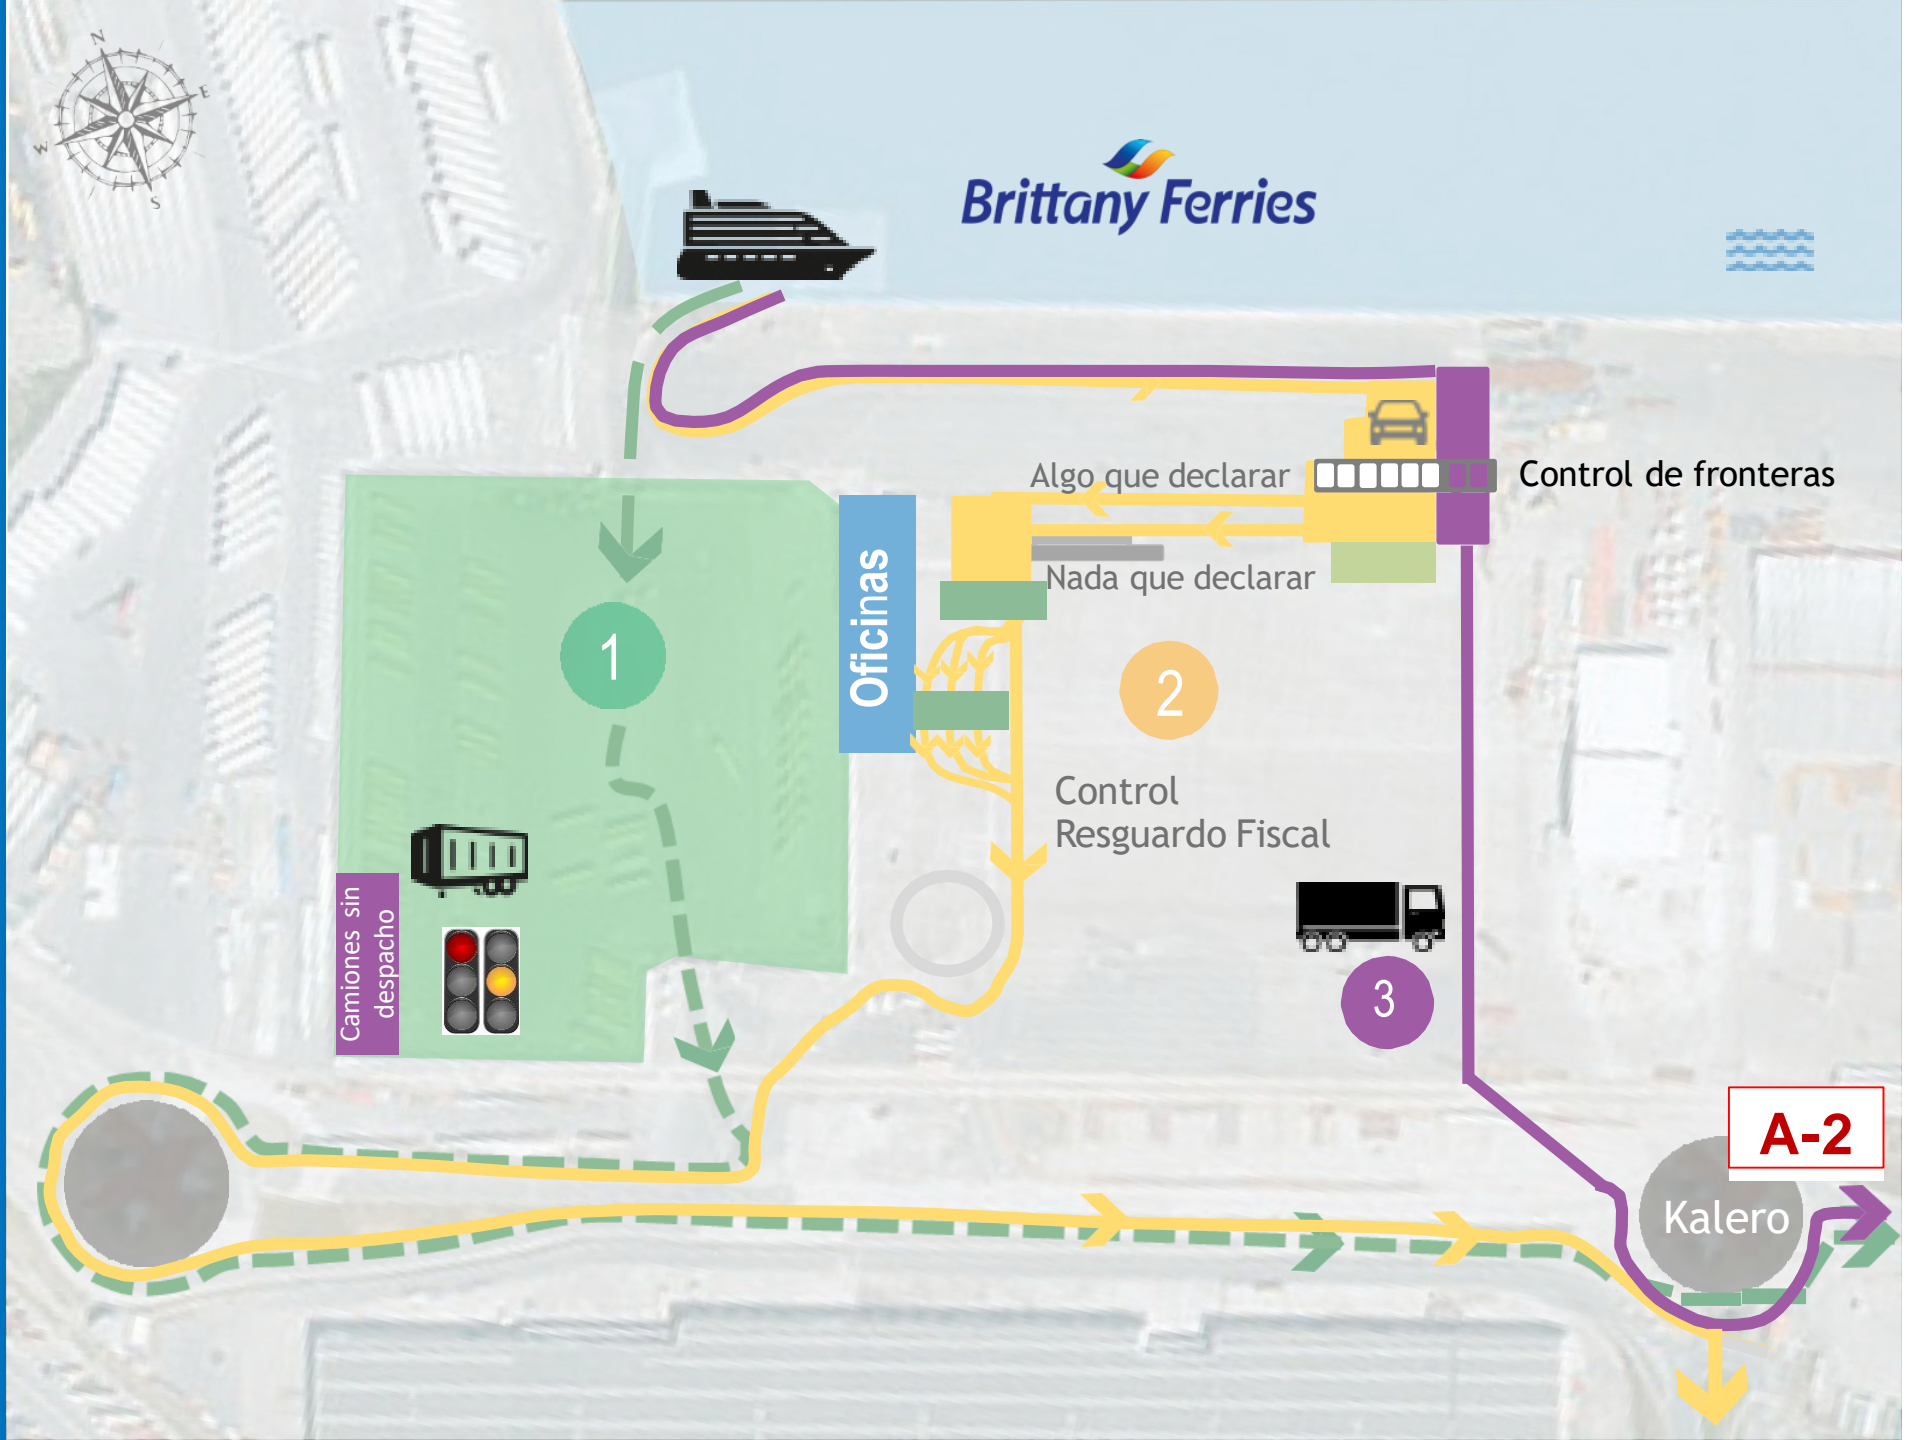 N
E
W
S
Brittany Ferries
Algo que declarar
Control de fronteras
Nada que declarar
Oficinas
1
2
Control
Resguardo Fiscal
Camiones sin
despacho
3
A-2
Kalero